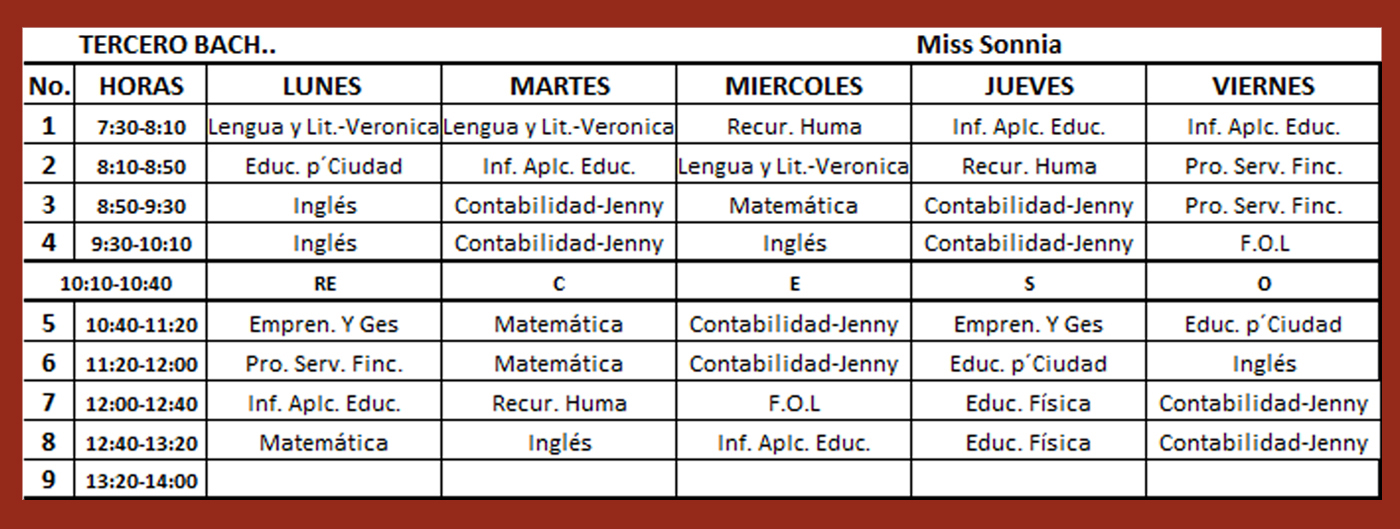 TERCERO BACH.. Miss Sonnia
No. HORAS LUNES MARTES MIERCOLES JUEVES VIERNES
1 7:30-8:10 Lengua y Lit.-Veronica Lengua y Lit.-Veronica Recur. Huma Inf. Aplc. Educ. Inf. Aplc. Educ.
2 8:10-8:50 Educ. p´Ciudad Inf. Aplc. Educ. Lengua y Lit.-Veronica Recur. Huma Pro. Serv. Finc.
3 8:50-9:30 Inglés Contabilidad-Jenny Matemática Contabilidad-Jenny Pro. Serv. Finc.
4 9:30-10:10 Inglés Contabilidad-Jenny Inglés Contabilidad-Jenny F.O.L
10:10-10:40 RE C E S O
5 10:40-11:20 Empren. Y Ges Matemática Contabilidad-Jenny Empren. Y Ges Educ. p´Ciudad
6 11:20-12:00 Pro. Serv. Finc. Matemática Contabilidad-Jenny Educ. p´Ciudad Inglés
7 12:00-12:40 Inf. Aplc. Educ. Recur. Huma F.O.L Educ. Física Contabilidad-Jenny
8 12:40-13:20 Matemática Inglés Inf. Aplc. Educ. Educ. Física Contabilidad-Jenny
9 13:20-14:00